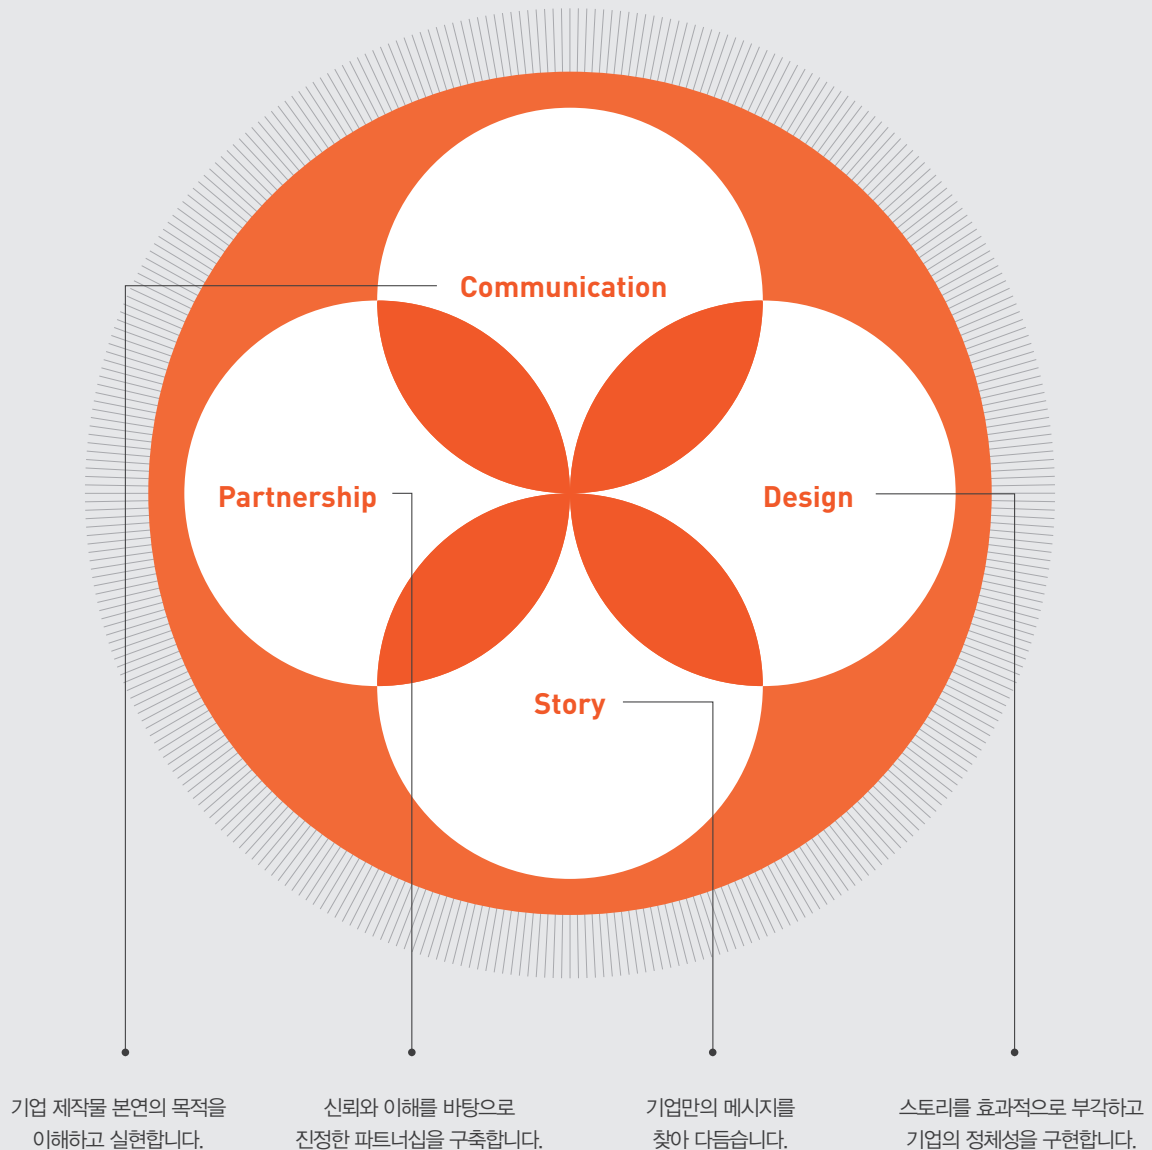 Communication
Partnership
Design
Story
기업 제작물 본연의 목적을
이해하고 실현합니다.
신뢰와 이해를 바탕으로
진정한 파트너십을 구축합니다.
기업만의 메시지를
찾아 다듬습니다.
스토리를 효과적으로 부각하고
기업의 정체성을 구현합니다.